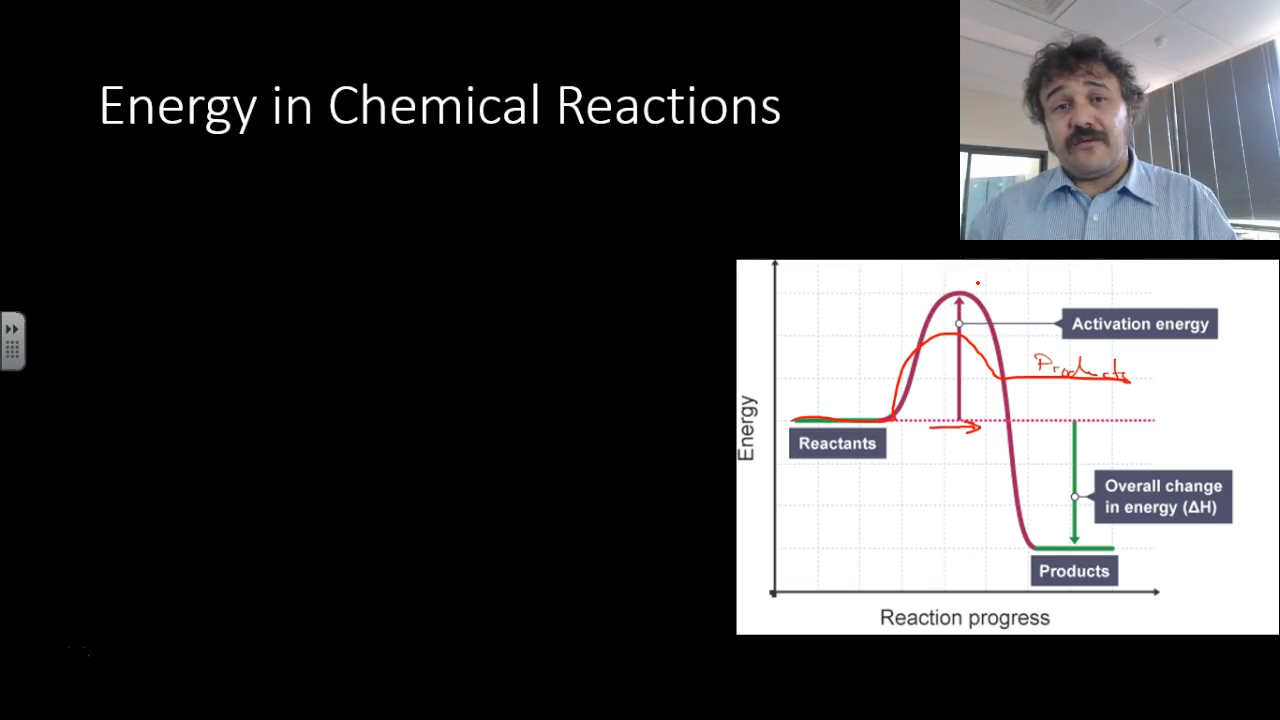 Energy in Chemical Reactions
Activation energy
Products
Energy
Reactants
Overall change
in energy (ΔH)
Products
Reaction progress